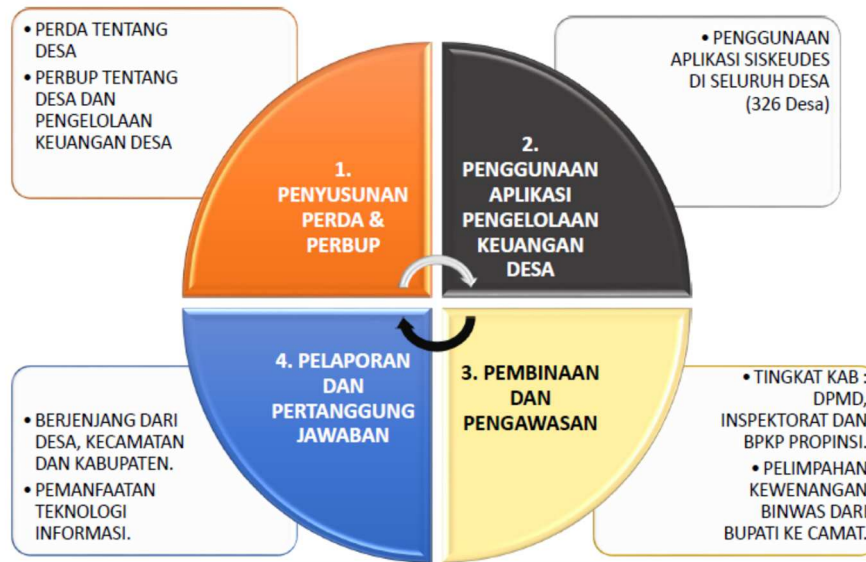 • PERDA TENTANG
DESA
• PERBUP TENTANG
DESA DAN
PENGELOLAAN
KEUANGAN DESA
1.
PENYUSUNAN
PERDA &
PERBUP
2.
PENGGUNAAN
APLIKASI
PENGELOLAAN
KEUANGAN
DESA
• PENGGUNAAN
APLIKASI SISKEUDES
DI SELURUH DESA
(326 Desa)
3. PEMBINAAN
DAN
PENGAWASAN
• TINGKAT KAB :
DPMD,
INSPEKTORAT DAN
BPKP PROPINSI.
• PELIMPAHAN
KEWENANGAN
BINWAS DARI
BUPATI KE CAMAT.
4. PELAPORAN
DAN
PERTANGGUNG
JAWABAN
• BERJENJANG DARI
DESA, KECAMATAN
DAN KABUPATEN.
• PEMANFAATAN
TEKNOLOGI
INFORMASI.